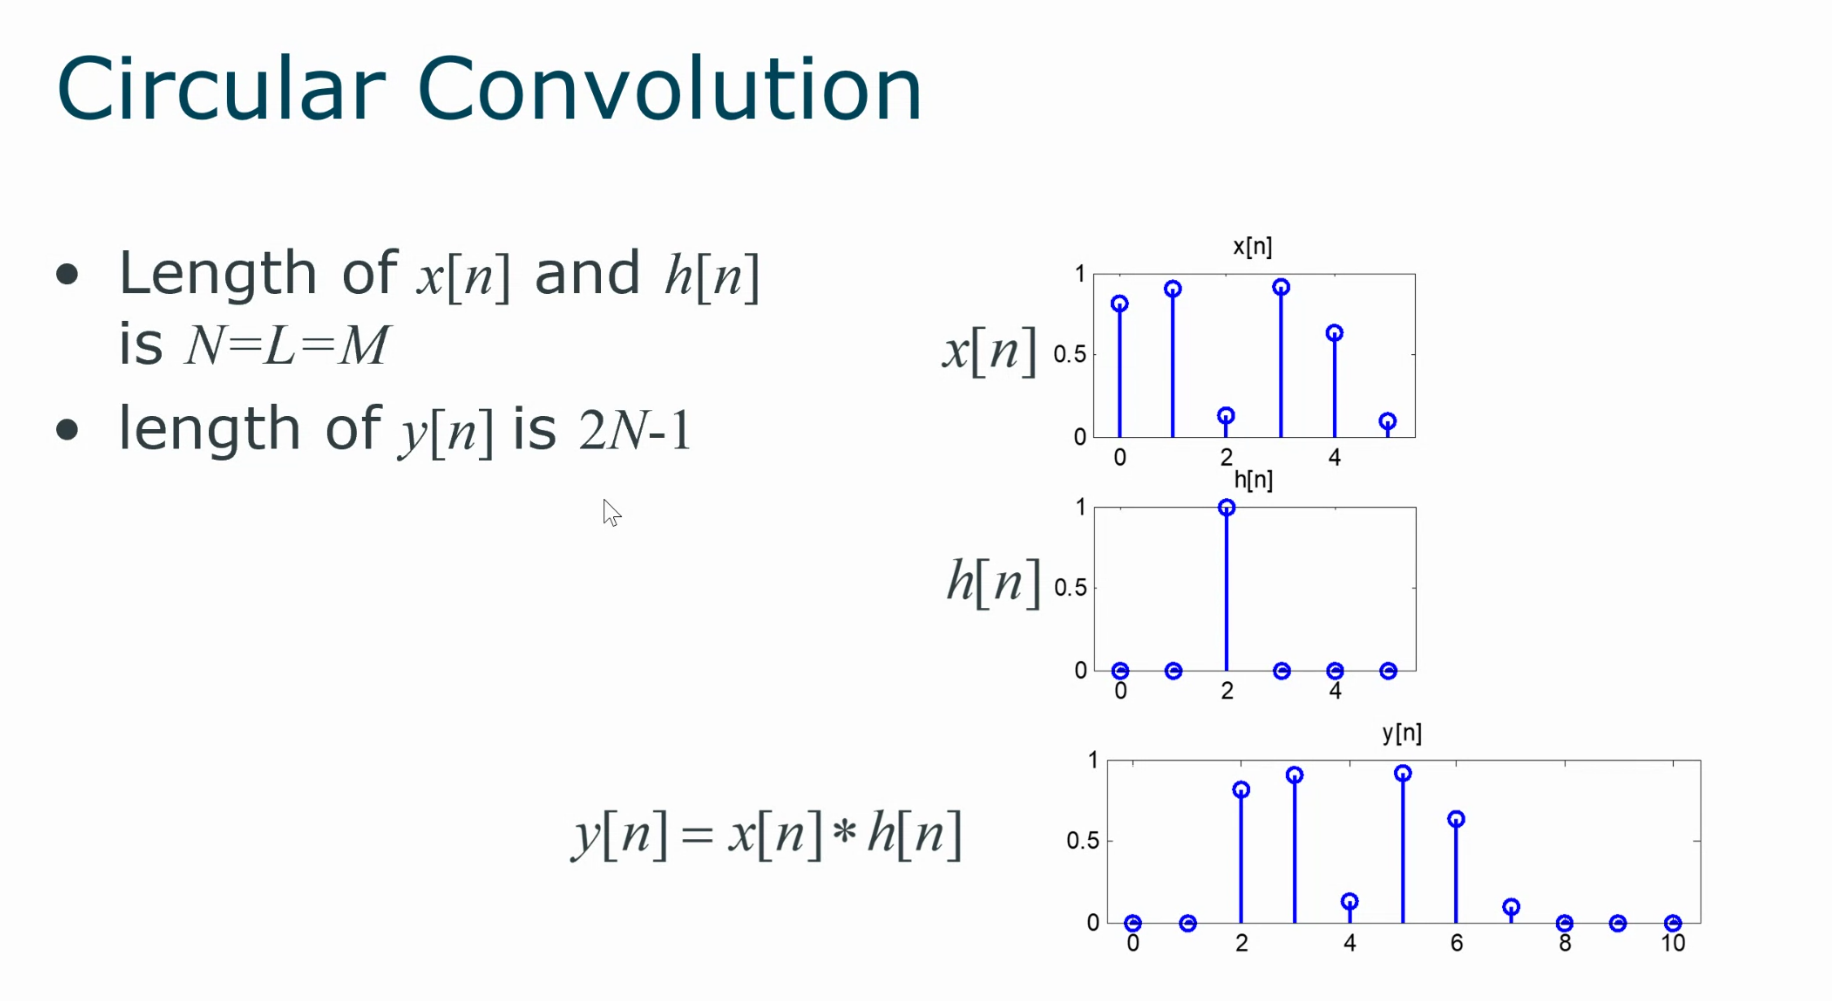 Circular Convolution
• Length of x[n] and h[n]
is N=L=M
• length of y[n] is 2N-1
x[n]
x[n]
1
0.5
0
0 2 4
h[n]
h[n]
1
0.5
0
0 2 4
y[n] = x[n]*h[n]
y[n]
1
0.5
0
0 2 4 6 8 10